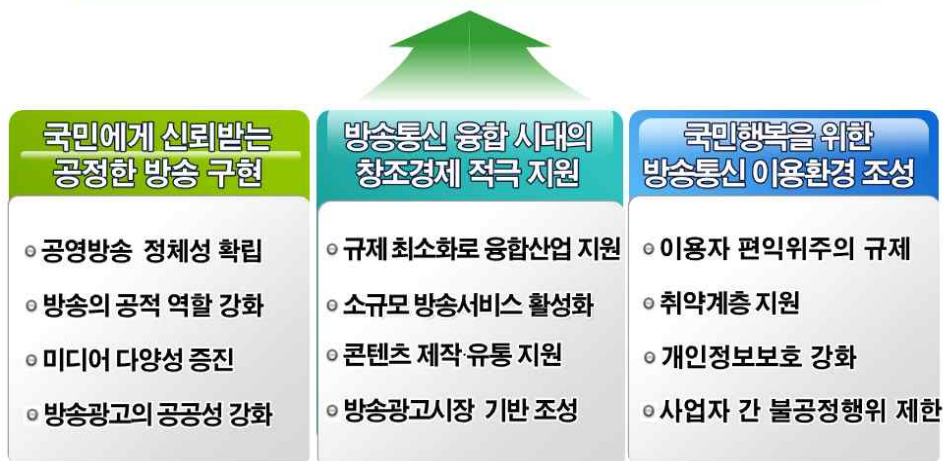 국민에게 신뢰받는
공정한 방송 구현
공영방송 정체성 확립
방송의 공적 역할 강화
미디어 다양성 증진
방송광고의 공공성 강화
방송통신 융합 시대의
창조경제 적극 지원
규제 최소화로 융합산업 지원
소규모 방송서비스 활성화
콘텐츠 제작·유통 지원
방송광고시장 기반 조성
국민행복을 위한
방송통신 이용환경 조성
이용자 편익위주의 규제
취약계층 지원
개인정보보호 강화
사업자 간 불공정행위 제한